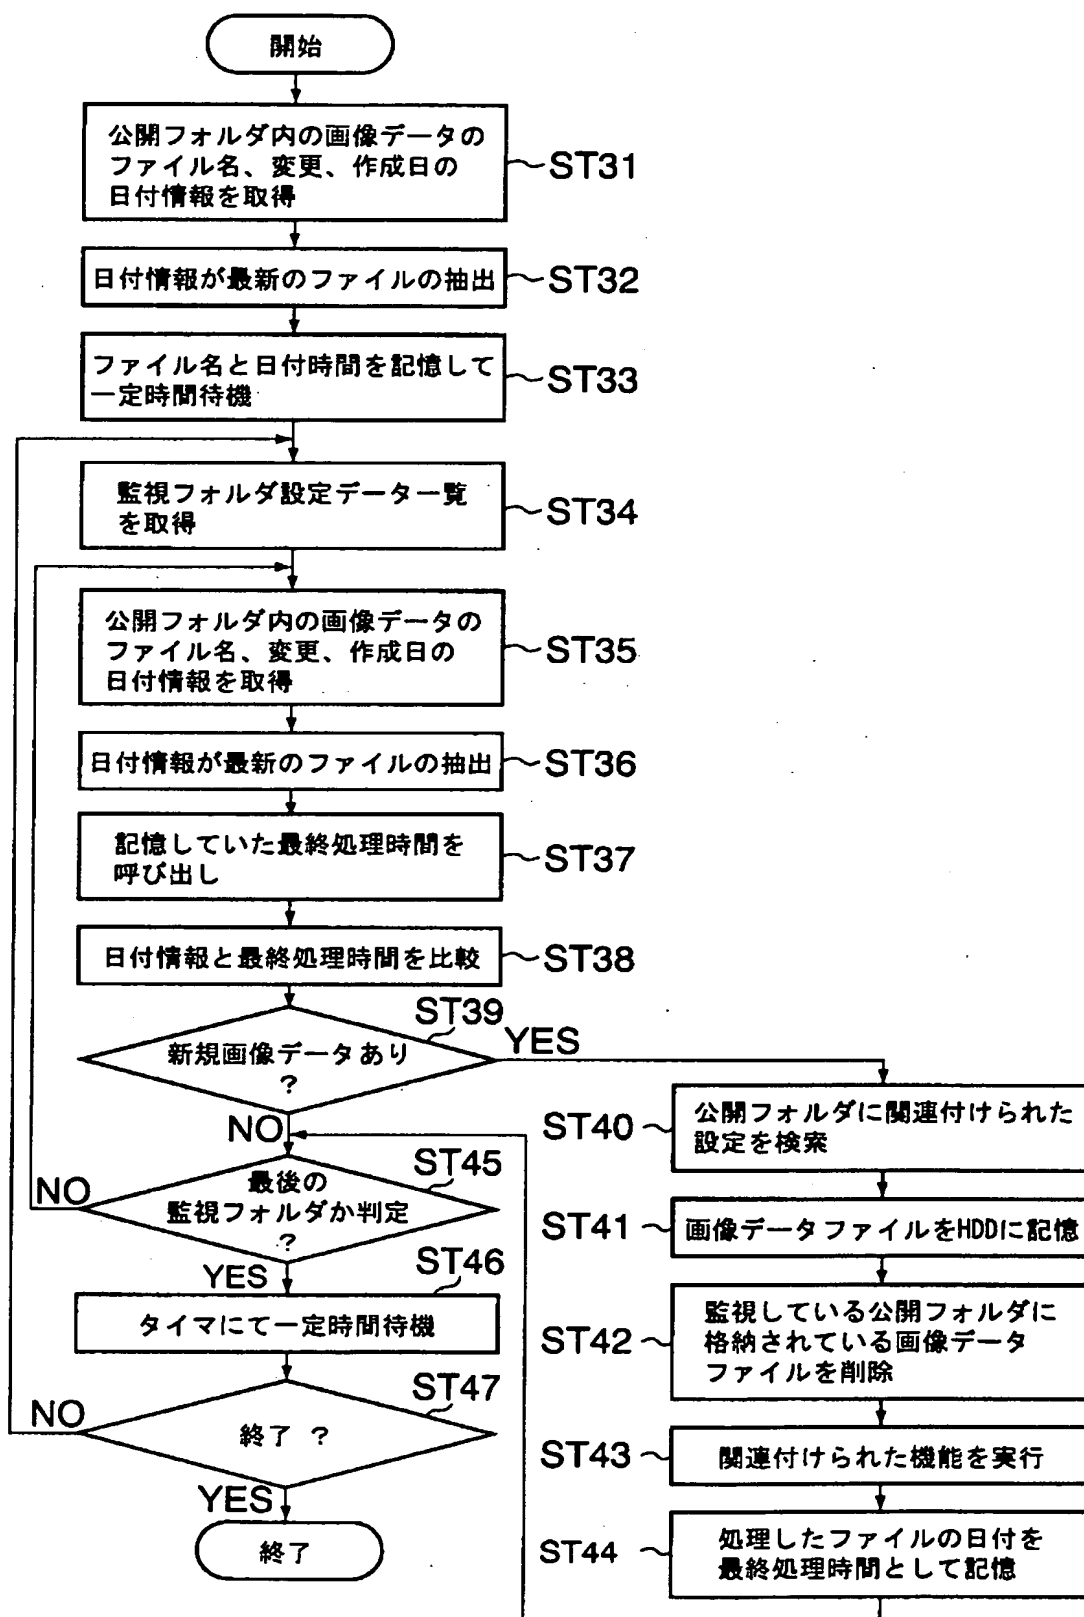 開始
公開フォルダ内の画像データの
ファイル名、変更、作成日の
日付情報を取得
ST31
日付情報が最新のファイルの抽出
ST32
ファイル名と日付時間を記憶して
一定時間待機
ST33
監視フォルダ設定データ一覧
を取得
ST34
公開フォルダ内の画像データの
ファイル名、変更、作成日の
日付情報を取得
ST35
日付情報が最新のファイルの抽出
ST36
記憶していた最終処理時間を
呼び出し
ST37
日付情報と最終処理時間を比較
ST38
ST39
新規画像データあり
?
YES
NO
ST40
公開フォルダに関連付けられた
設定を検索
ST41
画像データファイルをHDDに記憶
ST42
監視している公開フォルダに
格納されている画像データ
ファイルを削除
ST43
関連付けられた機能を実行
ST44
処理したファイルの日付を
最終処理時間として記憶
ST45
最後の
監視フォルダか判定
?
NO
YES
ST46
タイマにて一定時間待機
ST47
終了 ?
NO
YES
終了